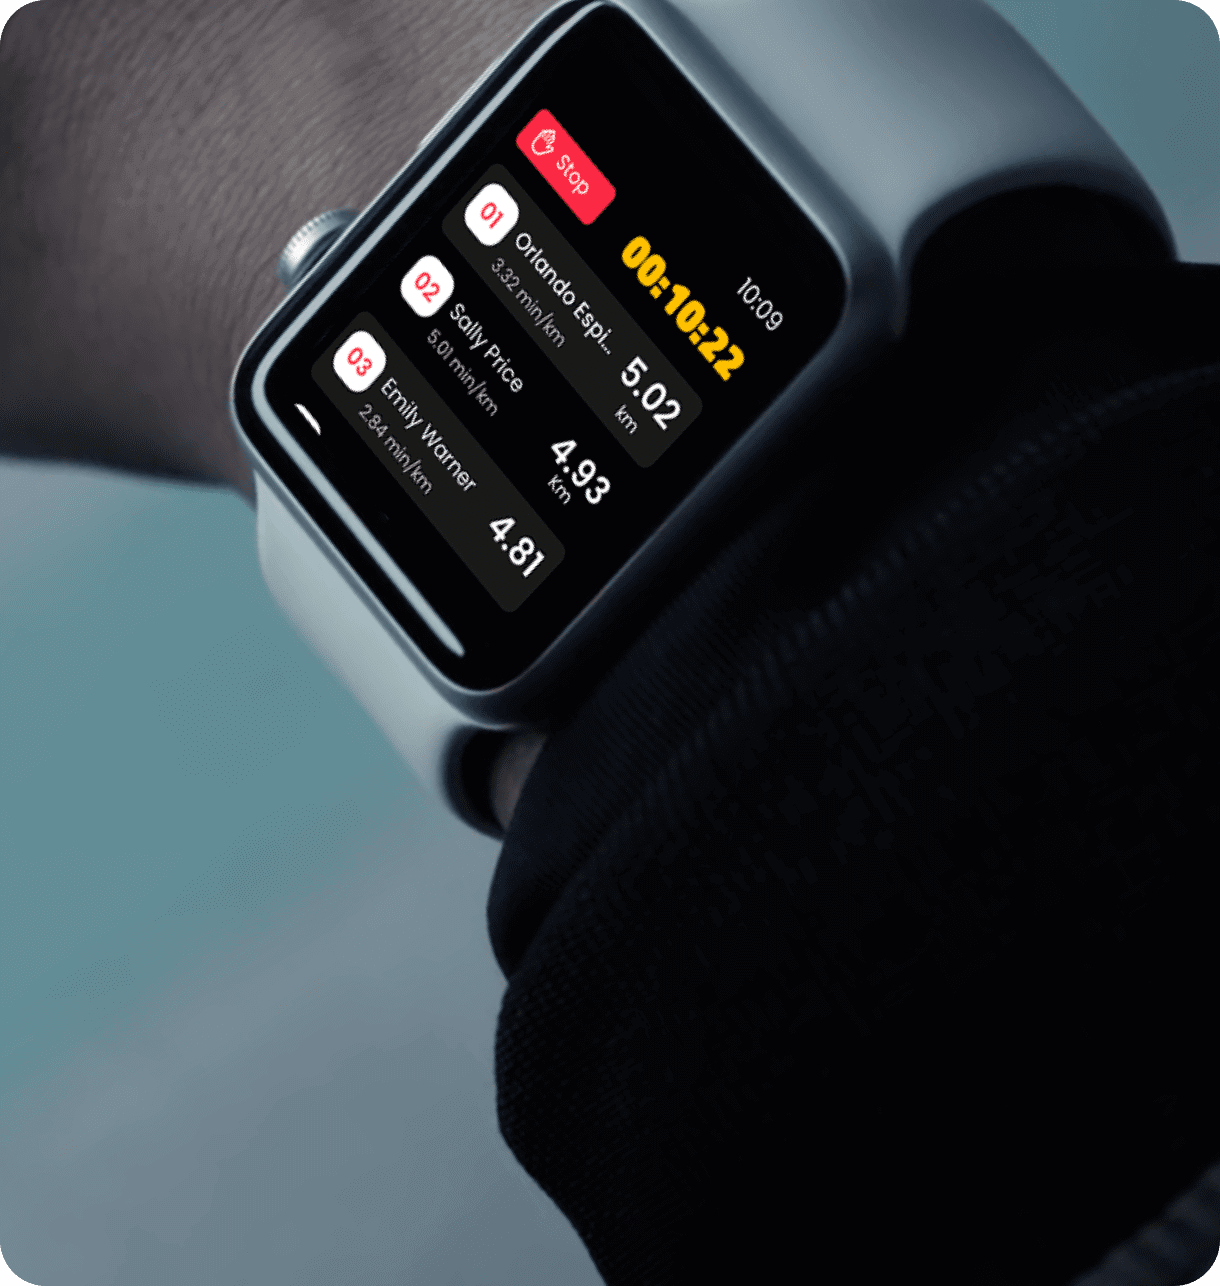 Stop
10:09
00:10:22
01
Orlando Espi...
3.32 min/km
5.02
km
02
Sally Price
5.01 min/km
4.93
Km
03
Emily Warner
2.84 min/km
4.81